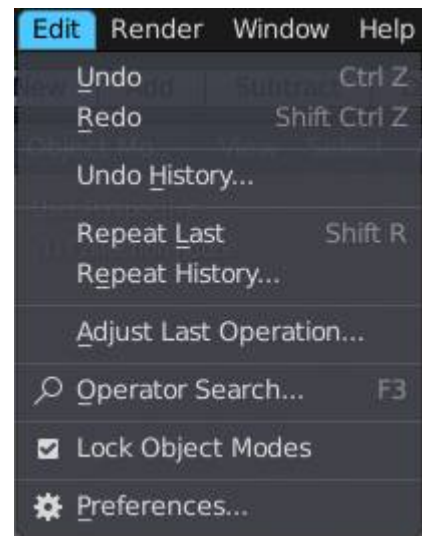 Edit Render Window Help
Undo Ctrl Z
Redo Shift Ctrl Z
Undo History...
Repeat Last Shift R
Repeat History...
Adjust Last Operation...
Operator Search... F3
Lock Object Modes
Preferences...